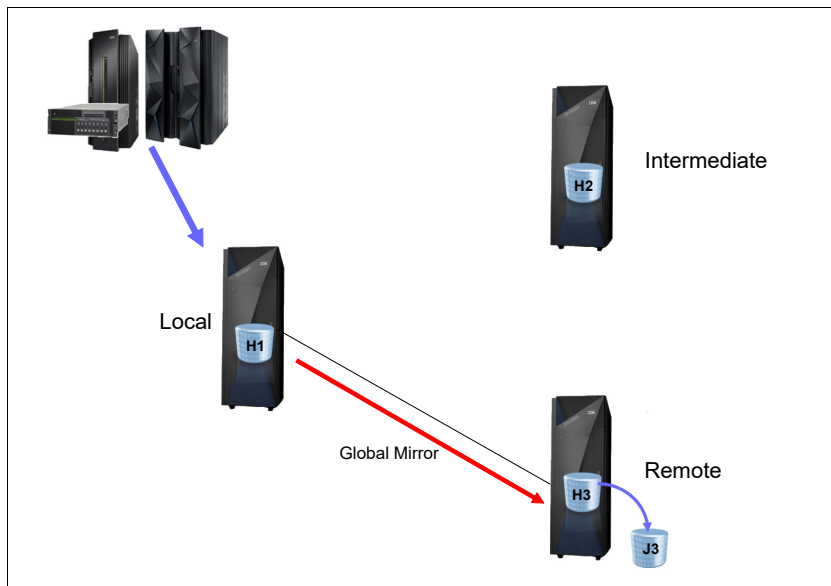 H2
Intermediate
Local
H1
Global Mirror
H3
Remote
J3